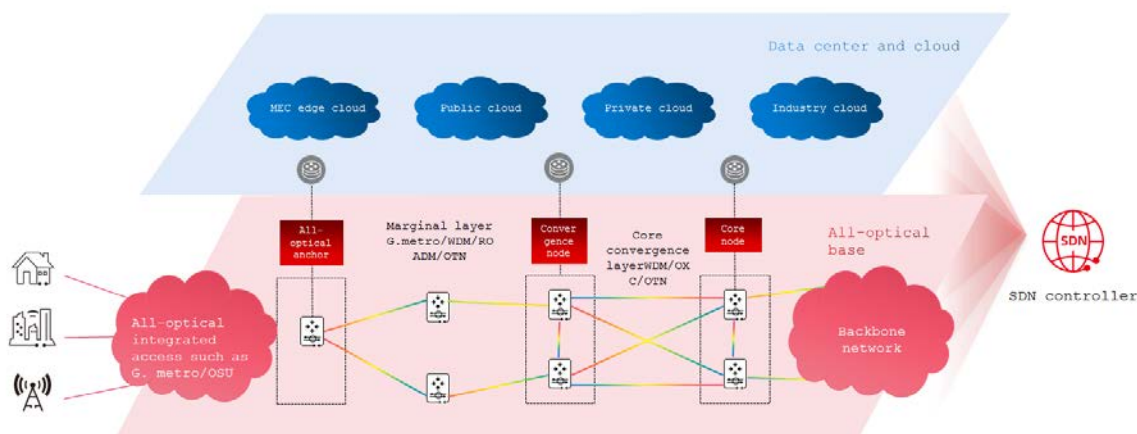 Data center and cloud
MEC edge cloud
Public cloud
Private cloud
Industry cloud
All-
optical
anchor
Marginal layer
G.metro/WDM/RO
ADM/OTN
Conver
gence
node
Core
convergence
layerWDM/OX
C/OTN
Core
node
All-optical
base
SDN
SDN controller
All-optical
integrated
access such as
G. metro/OSU
Backbone
network